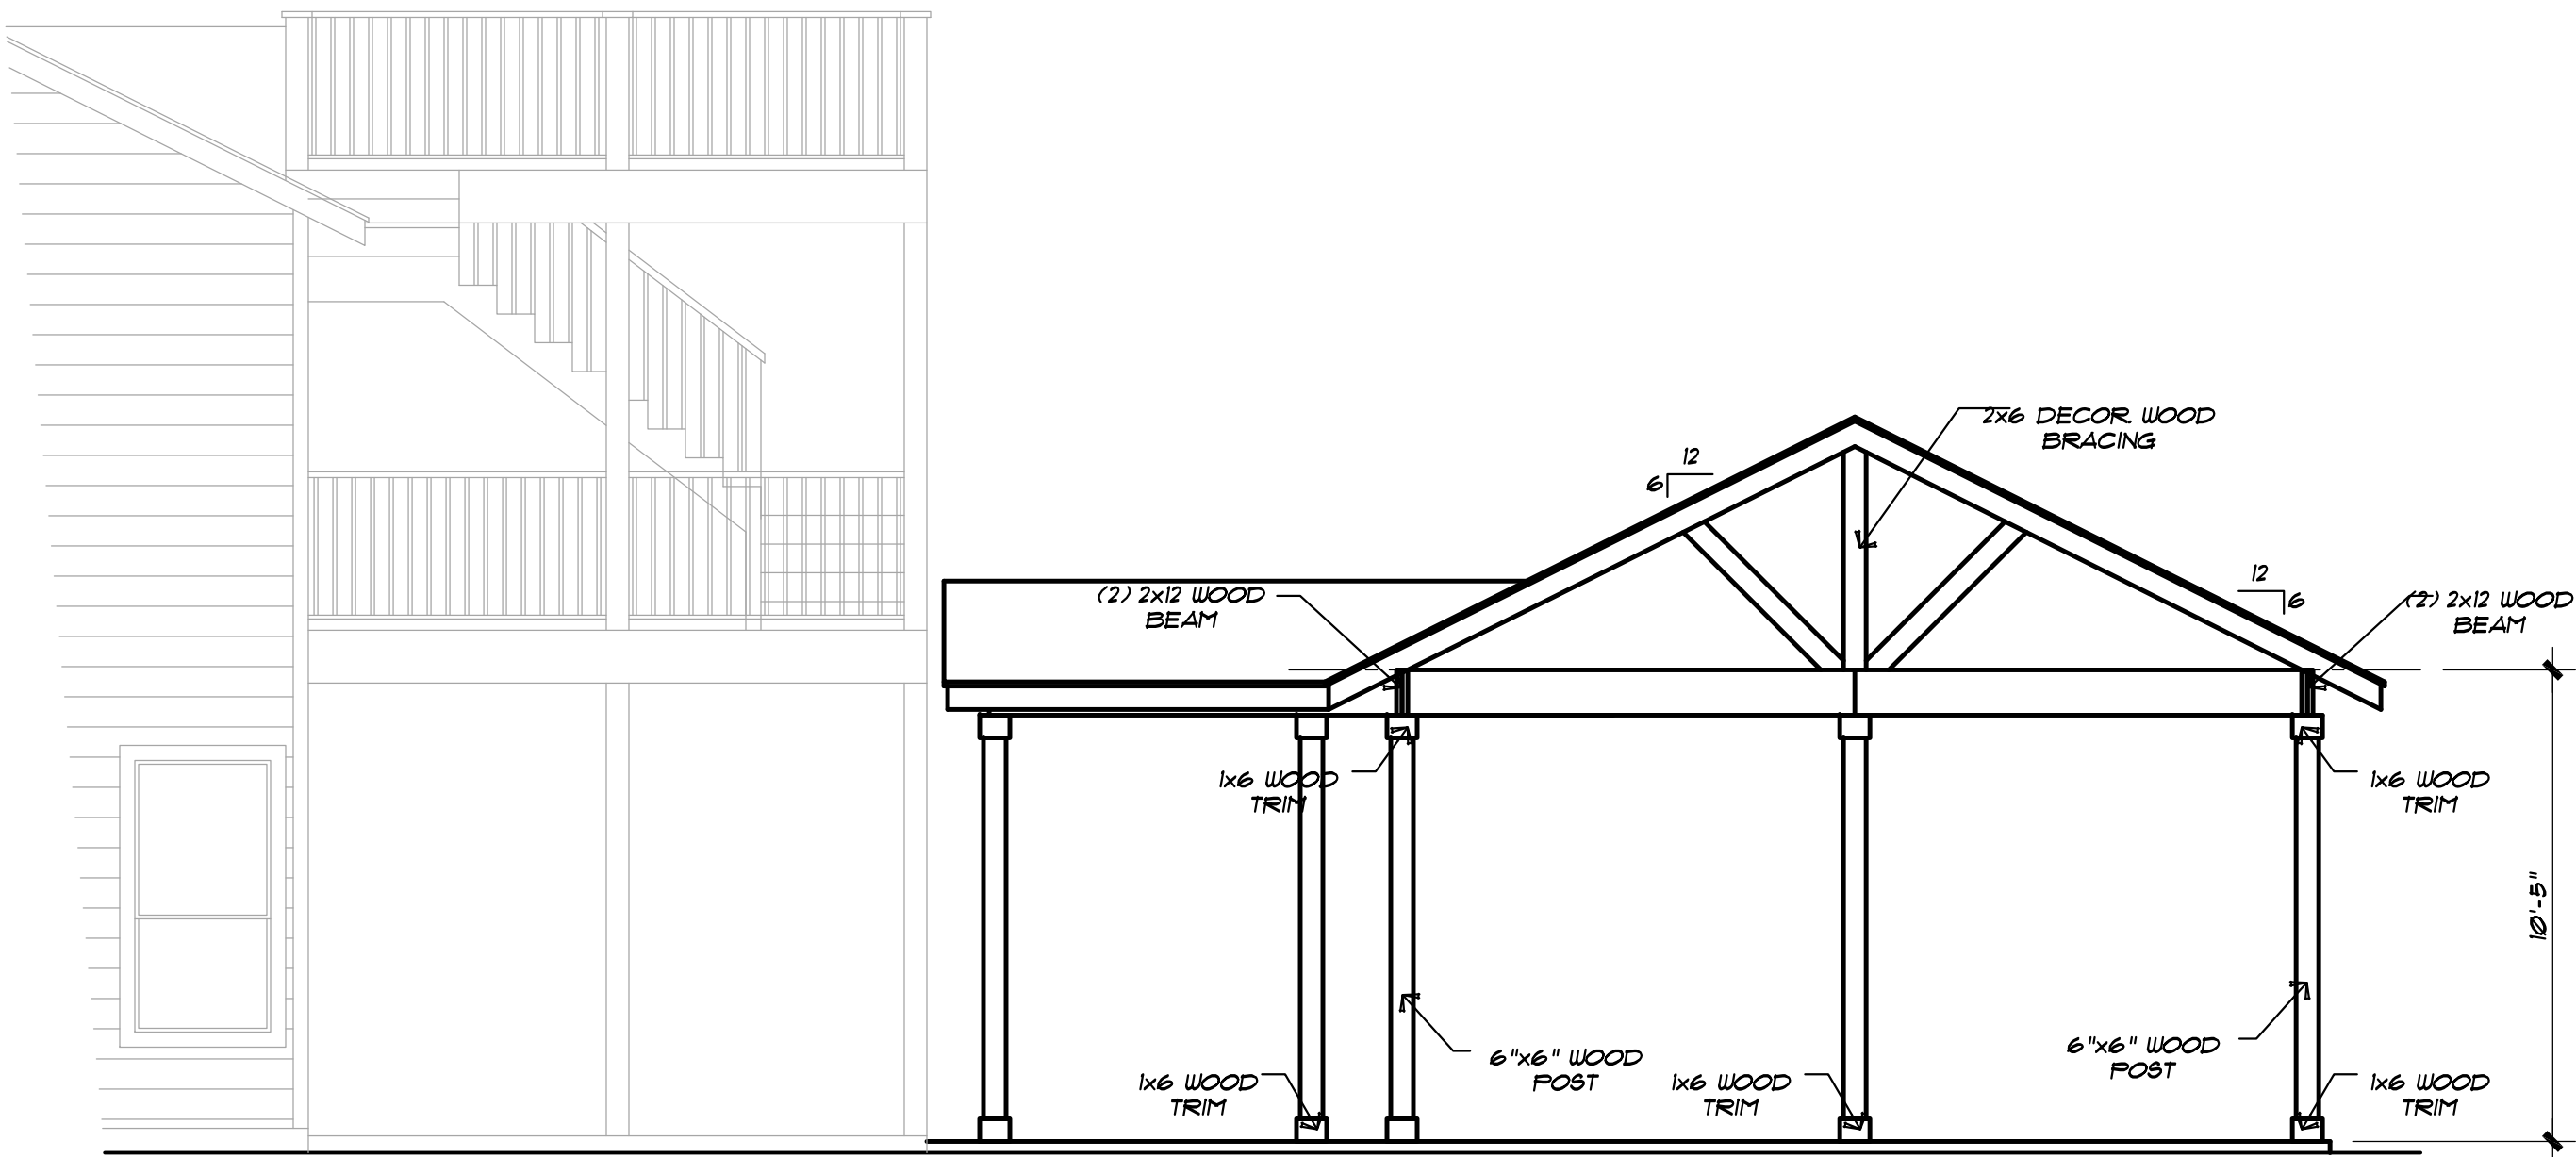 2x6 DECOR. WOOD
BRACING
12
6
12
6
(2) 2x12 WOOD
BEAM
(2) 2x12 WOOD
BEAM
1x6 WOOD
TRIM
1x6 WOOD
TRIM
10'-5"
6"x6" WOOD
POST
6"x6" WOOD
POST
1x6 WOOD
TRIM
1x6 WOOD
TRIM
1x6 WOOD
TRIM